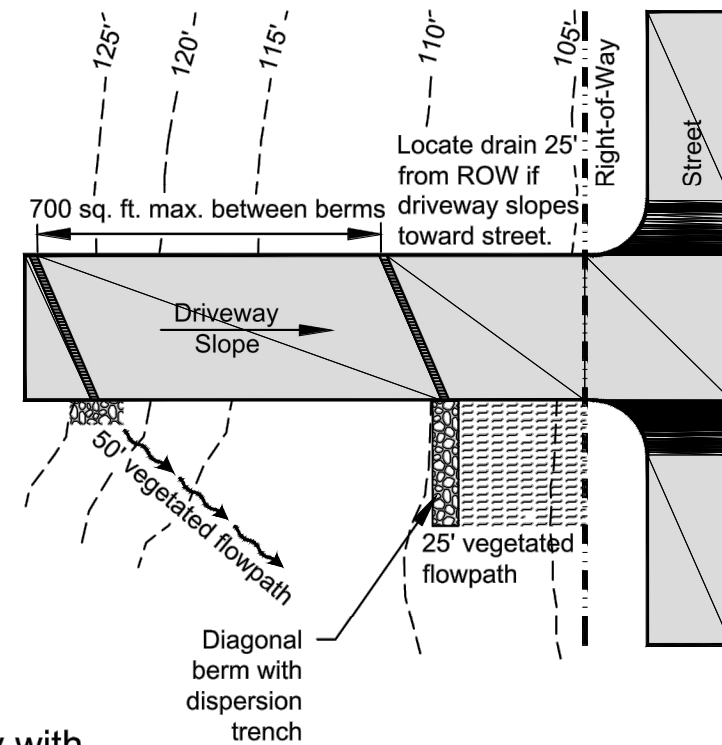 125'
120'
115'
110'
105'
Right-of-Way
Street
Locate drain 25'
from ROW if
driveway slopes
toward street.
700 sq. ft. max. between berms
Driveway
Slope
50' vegetated flowpath
25' vegetated
flowpath
Diagonal
berm with
dispersion
trench
with